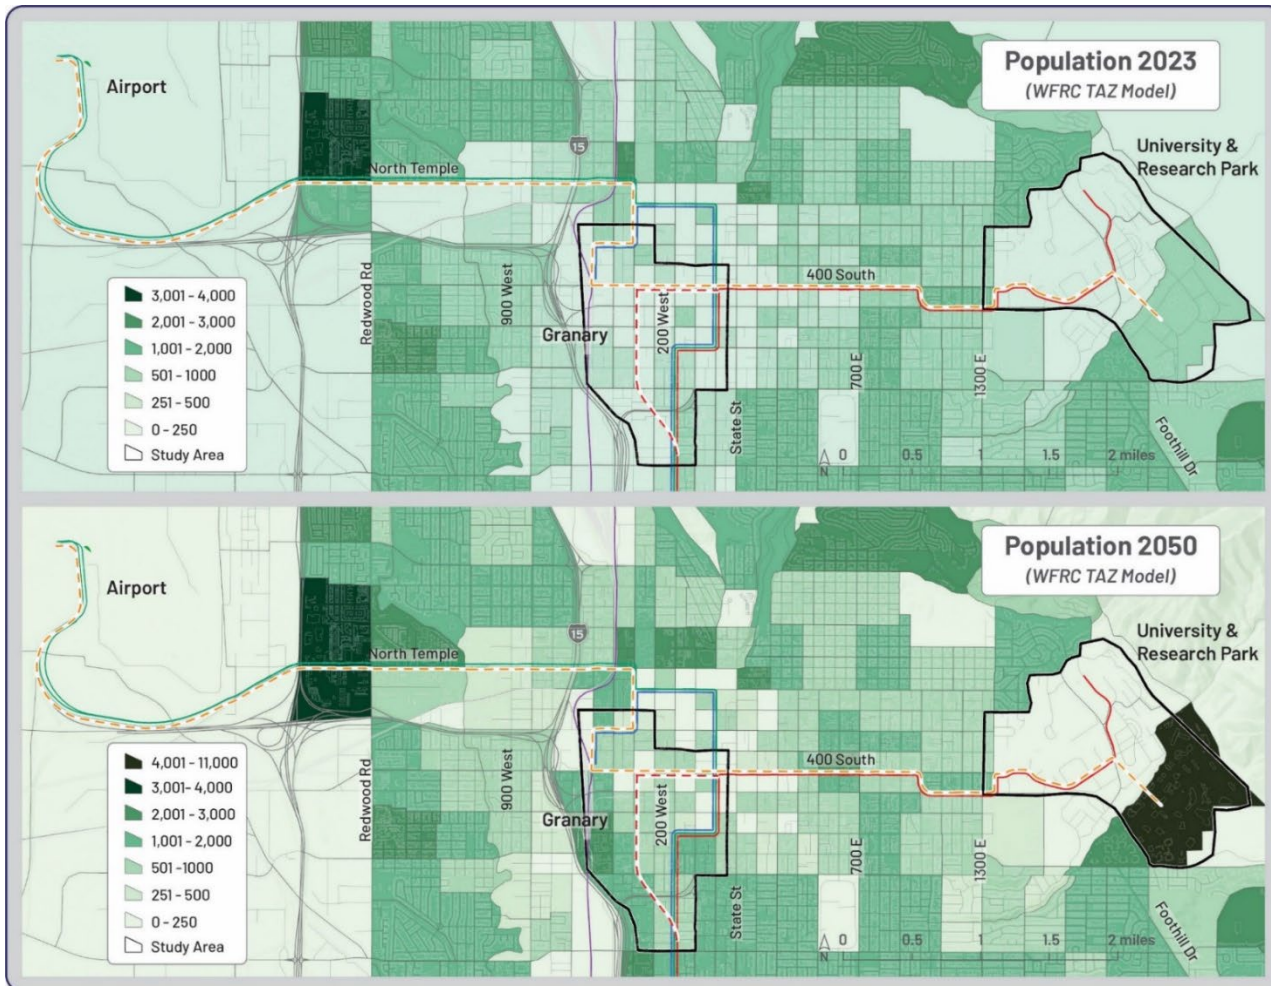 Population 2023
(WFRC TAZ Model)
Airport
University &
Research Park
15
North Temple
Redwood Rd
900 West
Granary
200 West
400 South
State St
700 E
1300 E
Foothill Dr
3,001 - 4,000
2,001 - 3,000
1,001 - 2,000
501 - 1000
251 - 500
0 - 250
Study Area
N
0 0.5 1 1.5 2 miles
Population 2050
(WFRC TAZ Model)
Airport
University &
Research Park
15
North Temple
Redwood Rd
900 West
Granary
200 West
400 South
State St
700 E
1300 E
Foothill Dr
4,001 - 11,000
3,001 - 4,000
2,001 - 3,000
1,001 - 2,000
501 -1000
251 - 500
0 - 250
Study Area
N
0 0.5 1 1.5 2 miles